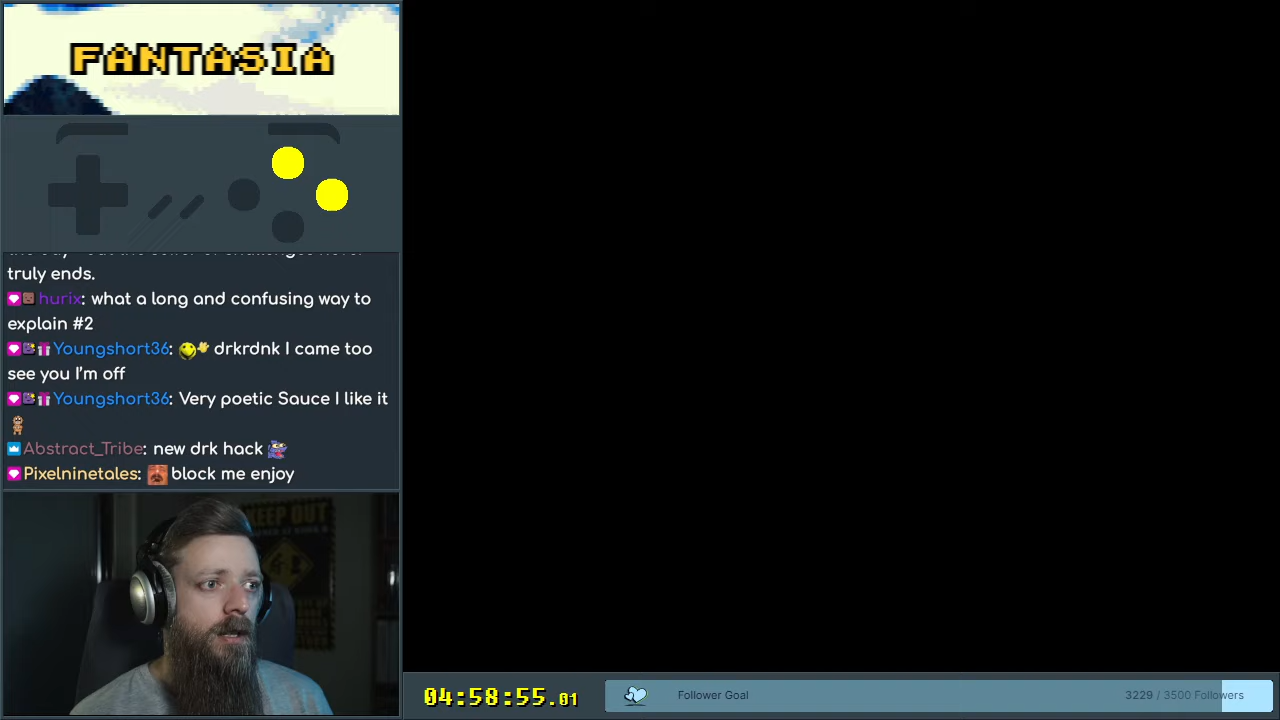 FANTASIA
truly ends.
hurix: what a long and confusing way to
explain #2
Youngshort36: drkrdnk I came too
see you I'm off
Youngshort36: Very poetic Sauce I like it
Abstract_Tribe: new drk hack
Pixelninetales: block me enjoy
KEEP OUT
04:58:55.01
Follower Goal
3229 / 3500 Followers